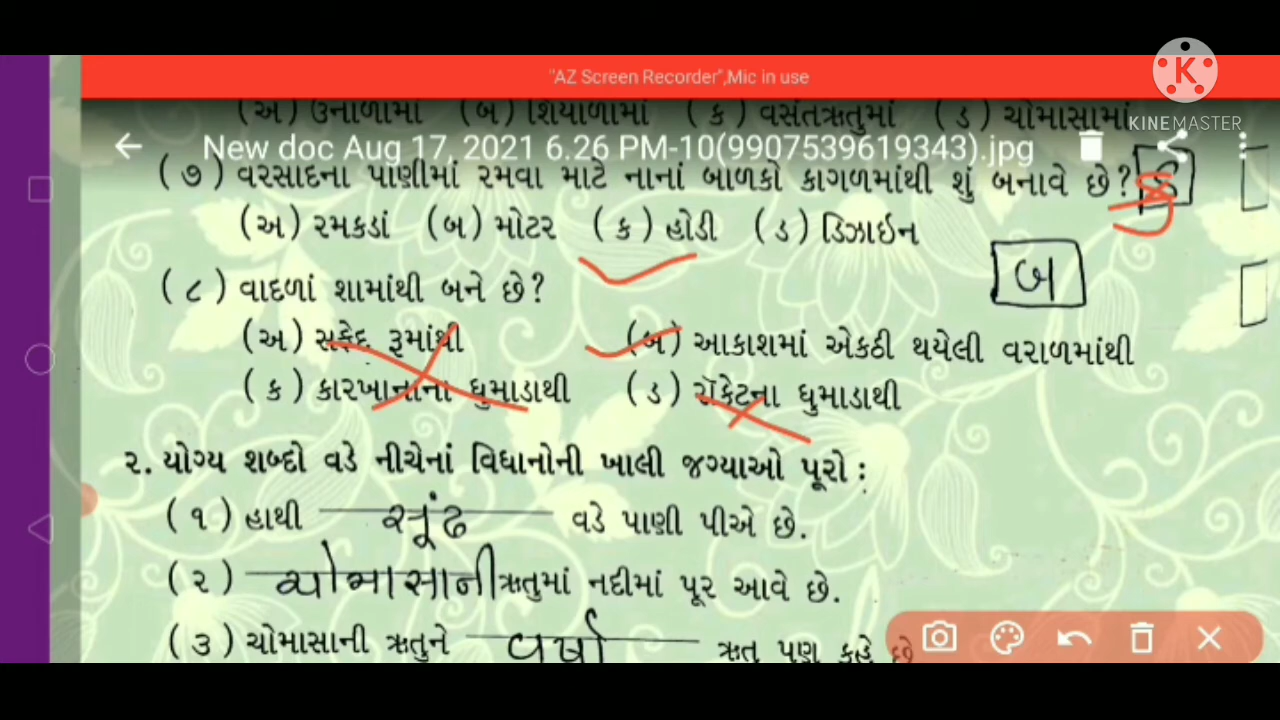 "AZ Screen Recorder",Mic in use
K
KINEMASTER
(અ) ઉનાળામાં (બ) શિયાળામાં (ક) વસંતઋતુમાં (ડ) ચોમાસામાં
New doc Aug 17, 2021 6.26 PM-10(9907539619343).jpg
(૭) વરસાદના પાણીમાં રમવા માટે નાનાં બાળકો કાગળમાંથી શું બનાવે છે?
(અ) રમકડાં (બ) મોટર (ક) હોડી (ડ) ડિઝાઇન
(૮) વાદળાં શામાંથી બને છે? બ
(અ) સફેદ રૂમાંથી (બ) આકાશમાં એકઠી થયેલી વરાળમાંથી
(ક) કારખાનાના ધુમાડાથી (ડ) રૉકેટના ધુમાડાથી
૨. યોગ્ય શબ્દો વડે નીચેનાં વિધાનોની ખાલી જગ્યાઓ પૂરો :
(૧) હાથી સૂંઢ વડે પાણી પીએ છે.
(૨) ચોમાસાની ઋતુમાં નદીમાં પૂર આવે છે.
(૩) ચોમાસાની ઋતુને વર્ષા ઋતુ પણ કહે છે